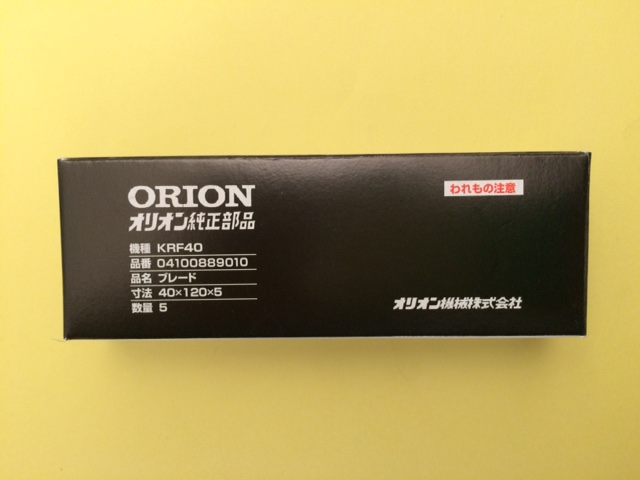 ORION
オリオン純正部品
機種 KRF40
品番 04100889010
品名 ブレード
寸法 40×120×5
数量 5
われもの注意
オリオン機械株式会社